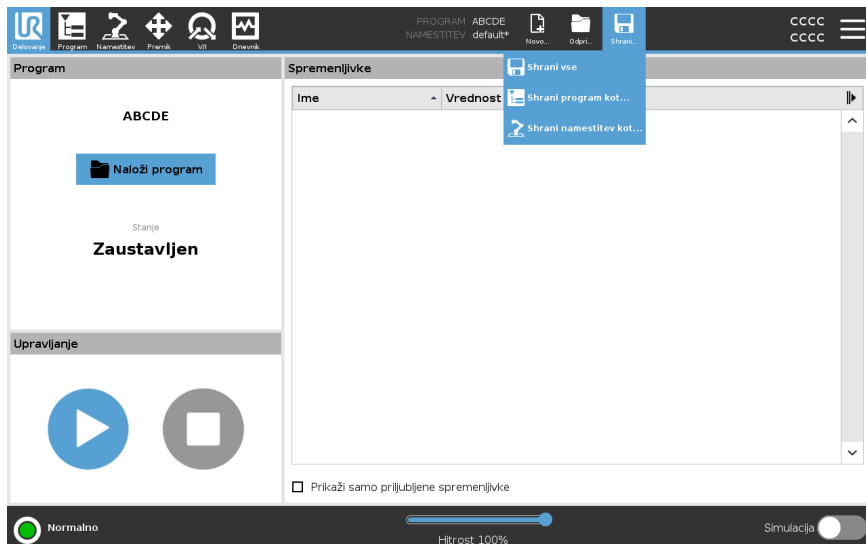 PROGRAM ABCDE
NAMESTITEV default*
cccc
cccc
Delovanje Program Namestitev Premik V/I Dnevnik
Novo... Odpri... Shrani...
Program
Spremenljivke
Shrani vse
Shrani program kot...
Shrani namestitev kot...
Ime Vrednost
ABCDE
Naloži program
Stanje
Zaustavljen
Upravljanje
Prikaži samo priljubljene spremenljivke
Normalno
Hitrost 100%
Simulacija